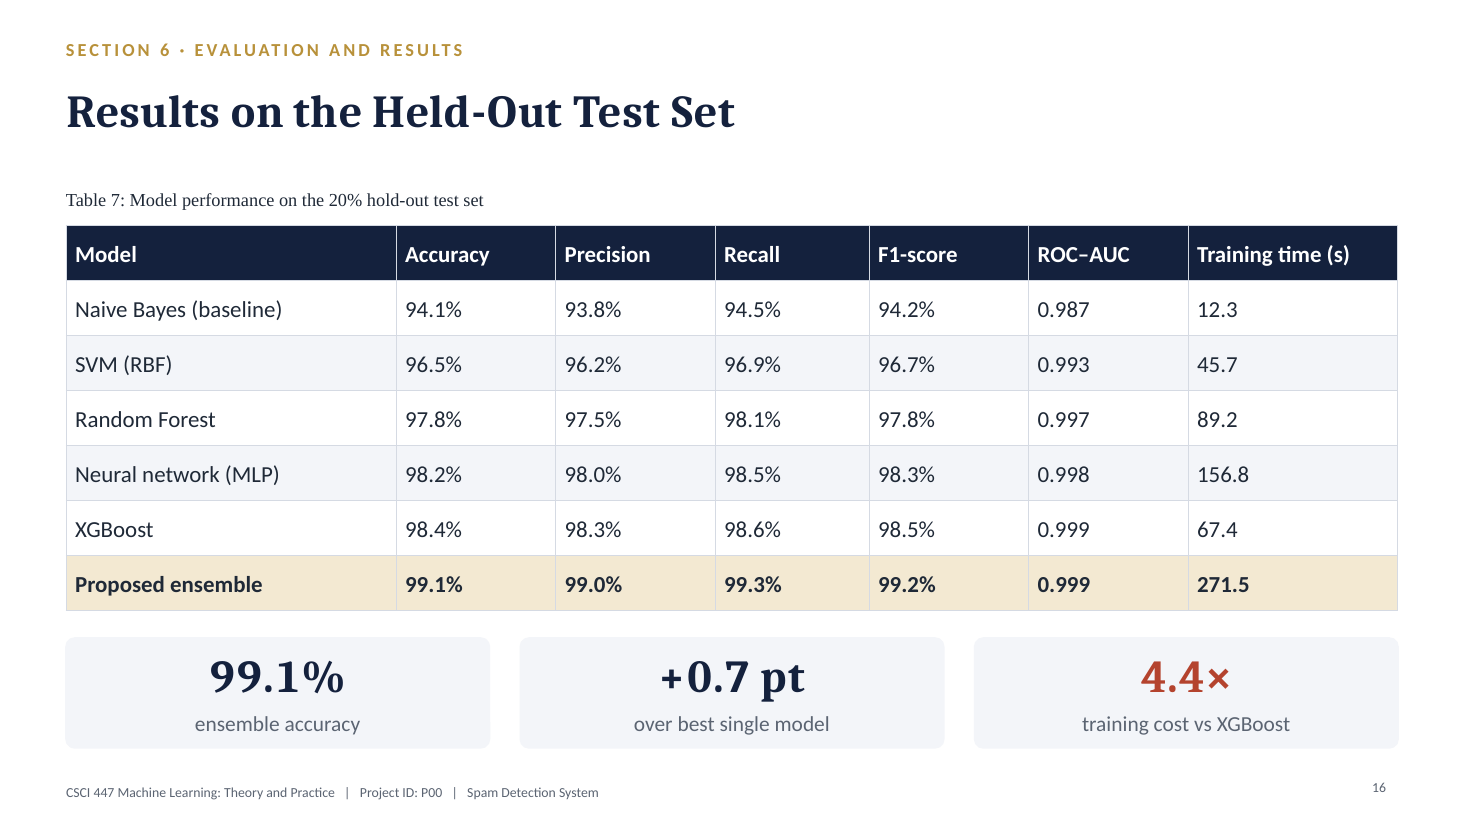 SECTION 6 · EVALUATION AND RESULTS
Results on the Held-Out Test Set
Table 7: Model performance on the 20% hold-out test set
Model Accuracy Precision Recall F1-score ROC–AUC Training time (s)
Naive Bayes (baseline) 94.1% 93.8% 94.5% 94.2% 0.987 12.3
SVM (RBF) 96.5% 96.2% 96.9% 96.7% 0.993 45.7
Random Forest 97.8% 97.5% 98.1% 97.8% 0.997 89.2
Neural network (MLP) 98.2% 98.0% 98.5% 98.3% 0.998 156.8
XGBoost 98.4% 98.3% 98.6% 98.5% 0.999 67.4
Proposed ensemble 99.1% 99.0% 99.3% 99.2% 0.999 271.5
99.1%
ensemble accuracy
+0.7 pt
over best single model
4.4×
training cost vs XGBoost
CSCI 447 Machine Learning: Theory and Practice | Project ID: P00 | Spam Detection System
16